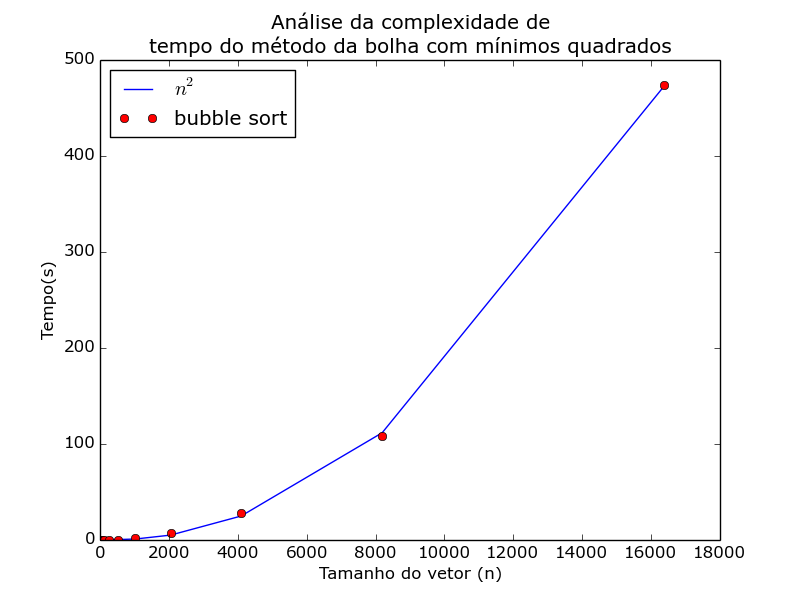 Análise da complexidade de
tempo do método da bolha com mínimos quadrados
500
400
300
200
100
0
Tempo(s)
n²
bubble sort
0 2000 4000 6000 8000 10000 12000 14000 16000 18000
Tamanho do vetor (n)